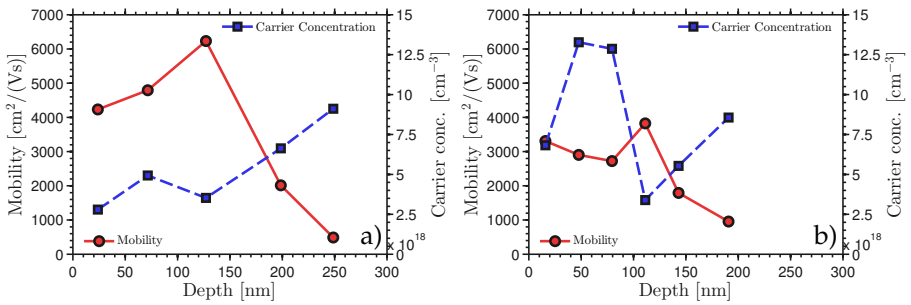 Mobility [cm²/(Vs)]
7000
6000
5000
4000
3000
2000
1000
0
Carrier Concentration
Mobility
a)
15
12.5
10
7.5
5
2.5
0
x 10¹⁸
Carrier conc. [cm⁻³]
0 50 100 150 200 250 300
Depth [nm]
Mobility [cm²/(Vs)]
7000
6000
5000
4000
3000
2000
1000
0
Carrier Concentration
Mobility
b)
15
12.5
10
7.5
5
2.5
0
x 10¹⁸
Carrier conc. [cm⁻³]
0 50 100 150 200 250 300
Depth [nm]